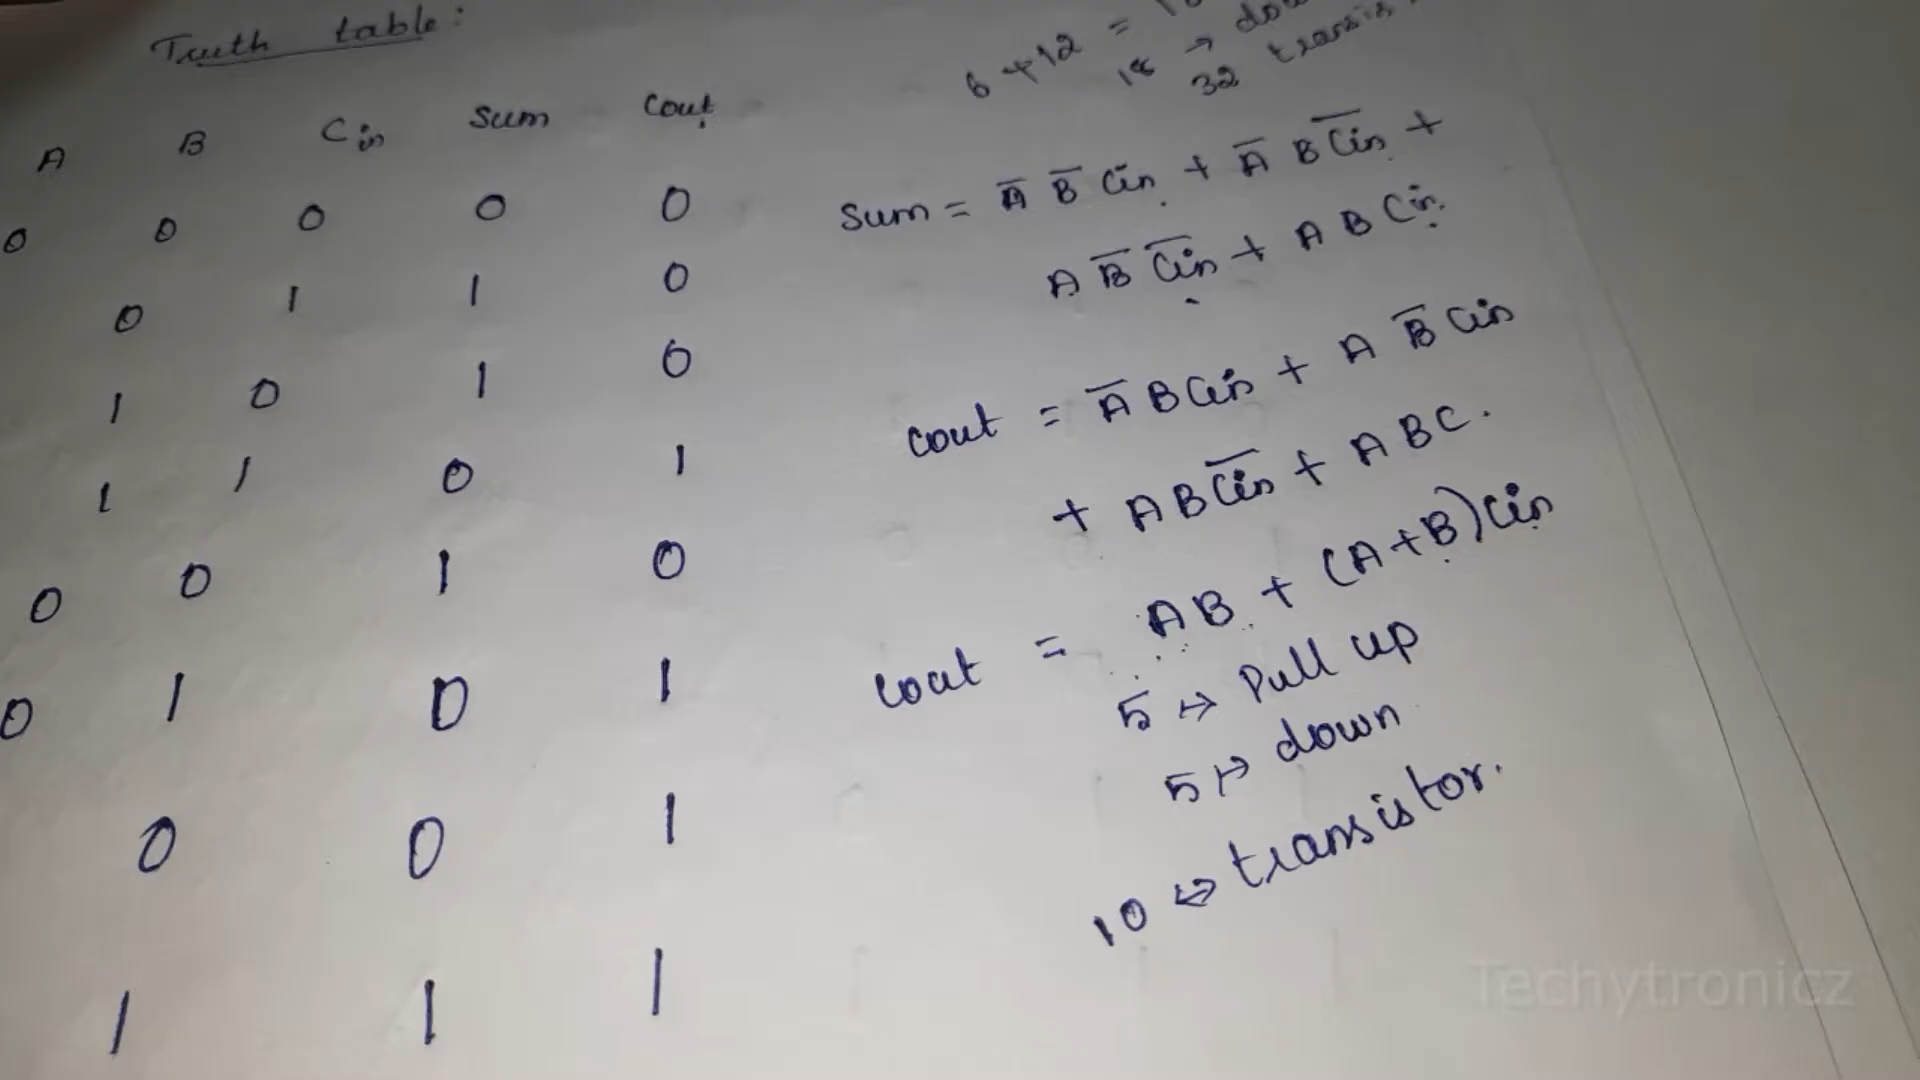 Truth table:
A B Cin Sum Cout
0 0 0 0 0
0 1 1 0
1 0 1 0
1 1 0 1
0 0 1 0
0 1 0 1
0 0 1
1 1 1
6 + 12 =
18 →
32
Sum = A̅ B̅ Cin + A̅ B C̅i̅n̅ +
A B̅ C̅i̅n̅ + A B Cin.
Cout = A̅ B Cin + A B̅ Cin
+ A B C̅i̅n̅ + A B C.
Cout = AB + (A+B) Cin
5 → Pull up
5 → down
10 ↔ transistor.
Techytronicz